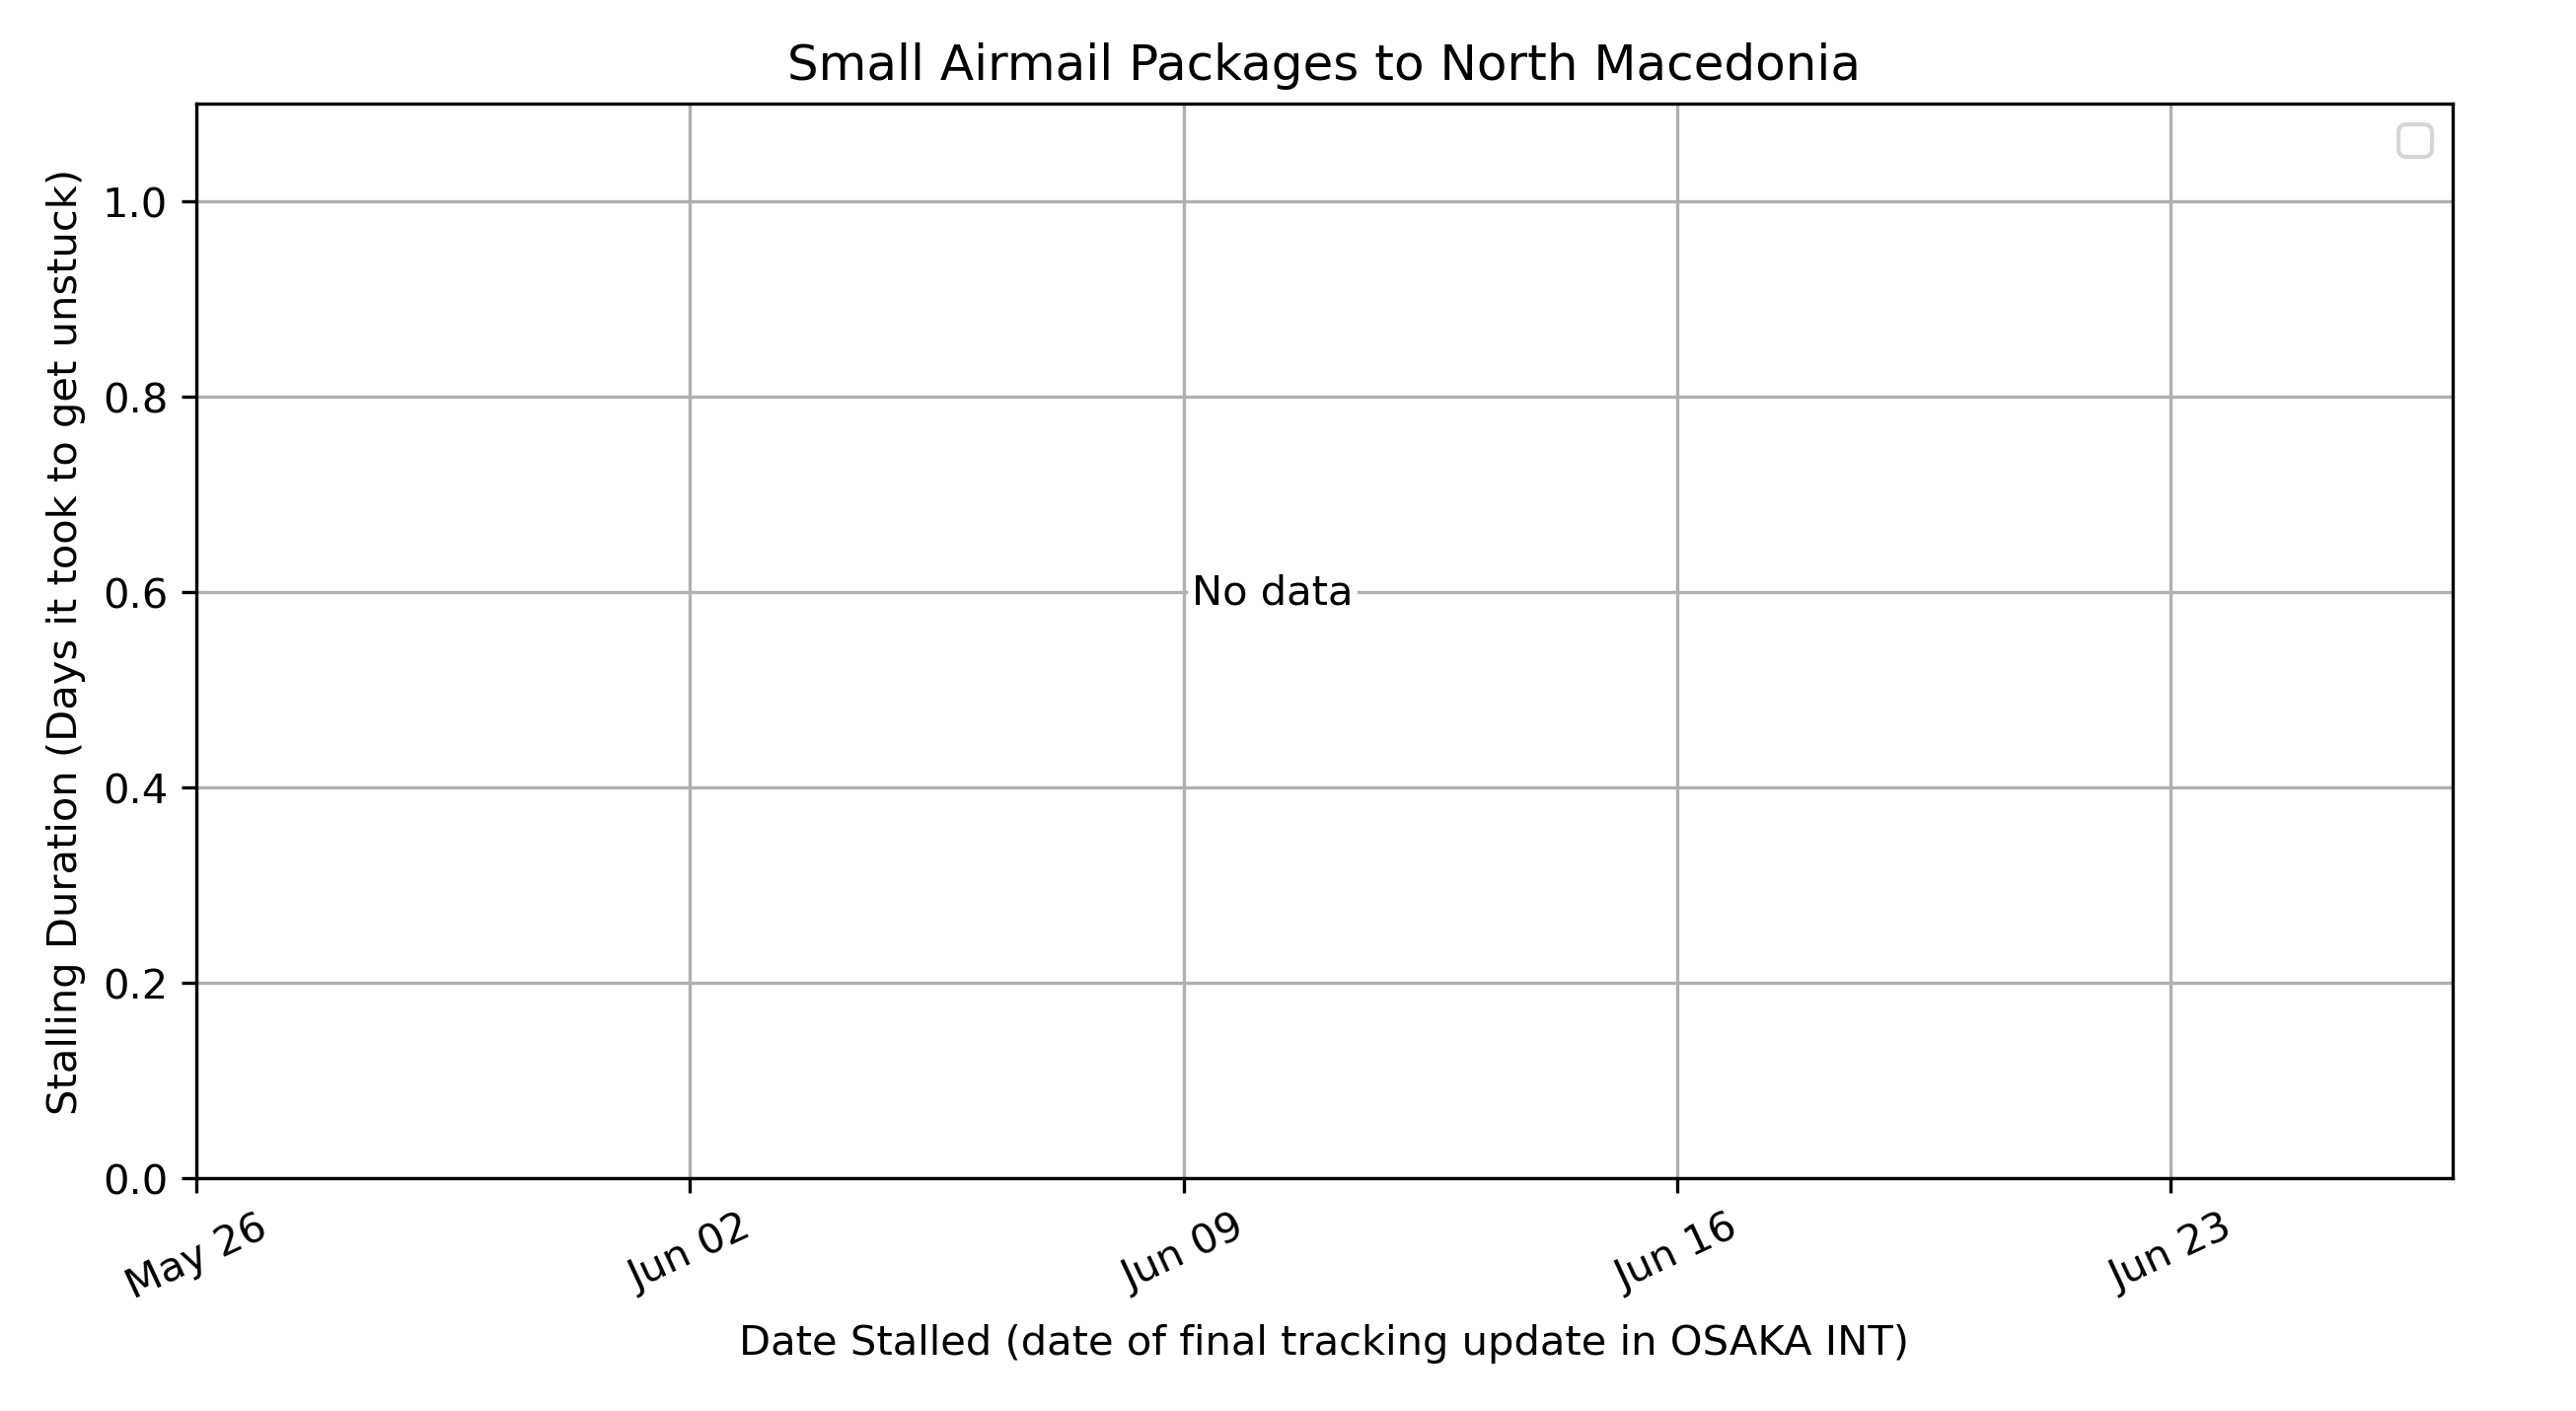 Small Airmail Packages to North Macedonia
Stalling Duration (Days it took to get unstuck)
1.0
0.8
0.6
0.4
0.2
0.0
No data
May 26
Jun 02
Jun 09
Jun 16
Jun 23
Date Stalled (date of final tracking update in OSAKA INT)